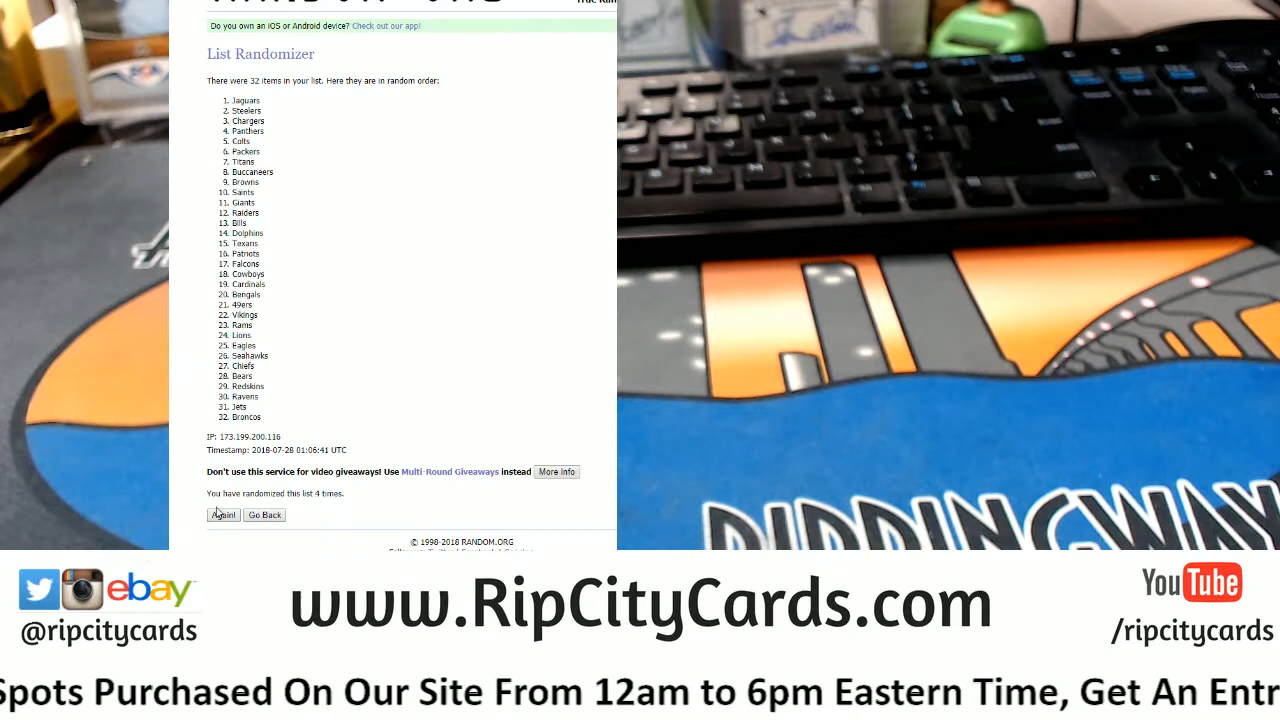 Do you own an iOS or Android device? Check out our app!
List Randomizer
There were 32 items in your list. Here they are in random order:
1. Jaguars
2. Steelers
3. Chargers
4. Panthers
5. Colts
6. Packers
7. Titans
8. Buccaneers
9. Browns
10. Saints
11. Giants
12. Raiders
13. Bills
14. Dolphins
15. Texans
16. Patriots
17. Falcons
18. Cowboys
19. Cardinals
20. Bengals
21. 49ers
22. Vikings
23. Rams
24. Lions
25. Eagles
26. Seahawks
27. Chiefs
28. Bears
29. Redskins
30. Ravens
31. Jets
32. Broncos
IP: 173.199.200.116
Timestamp: 2018-07-28 01:06:41 UTC
Don't use this service for video giveaways! Use Multi-Round Giveaways instead More Info
You have randomized this list 4 times.
Again! Go Back
© 1998-2018 RANDOM.ORG
RIPPINGWAX
ebay
@ripcitycards
www.RipCityCards.com
YouTube
/ripcitycards
Spots Purchased On Our Site From 12am to 6pm Eastern Time, Get An Entr